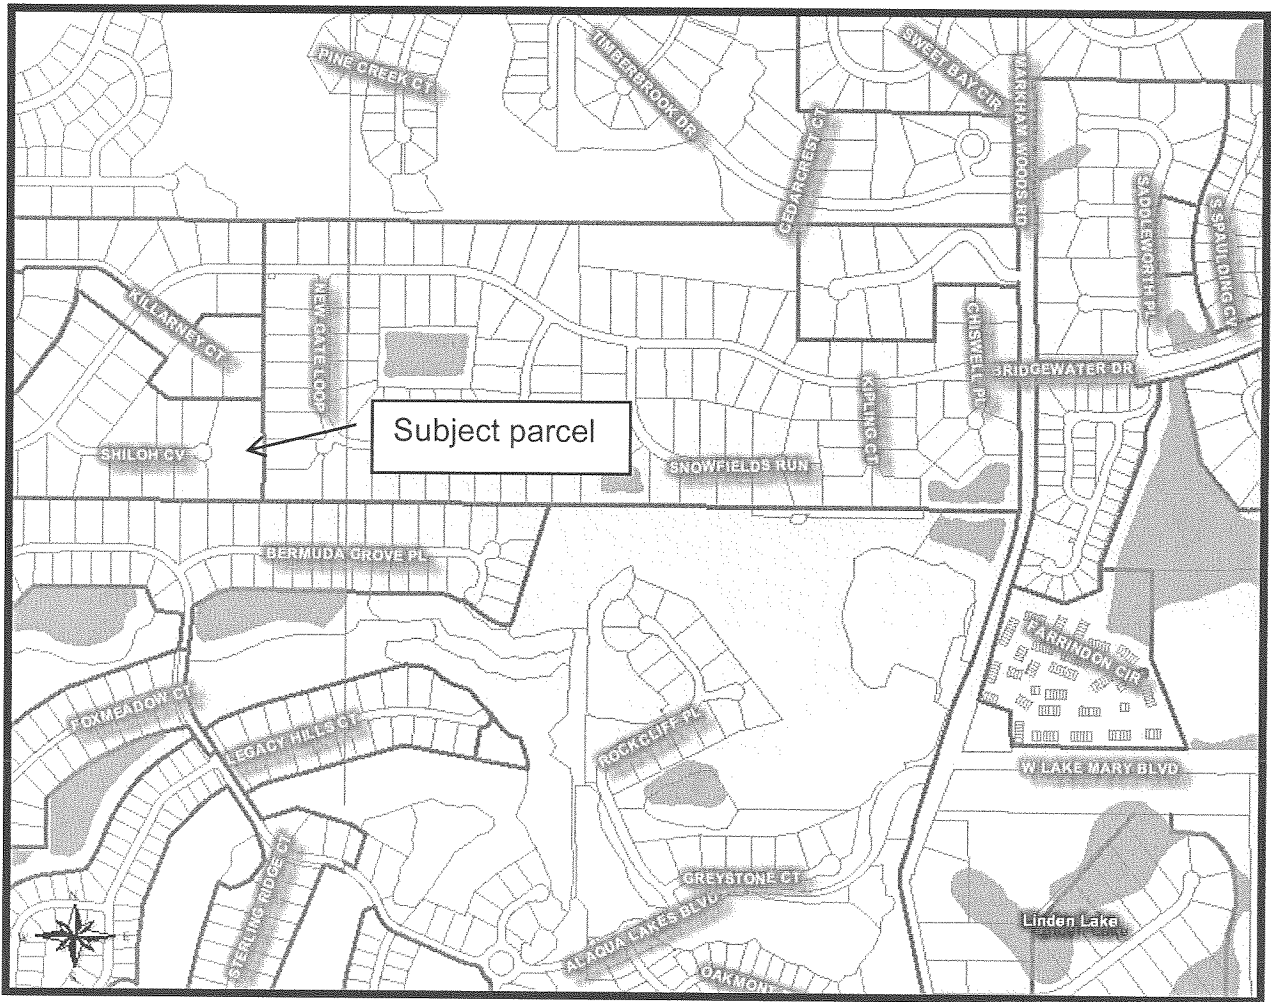 PINE CREEK CT
TIMBERBROOK DR
SWEET BAY CIR
MARKHAM WOODS RD
CEDARCREST CT
SADDLEWORTH PL
S SPAULDING CV
KILLARNEY CT
NEW GATE LOOP
CHISWELL PL
BRIDGEWATER DR
KIPLING CT
Subject parcel
SHILOH CV
SNOWFIELDS RUN
BERMUDA GROVE PL
FARRINGDON CIR
FOXMEADOW CT
LEGACY HILLS CT
ROCKCLIFF PL
W LAKE MARY BLVD
STERLING RIDGE CT
GREYSTONE CT
ALAQUA LAKES BLVD
Linden Lake
OAKMONT
E